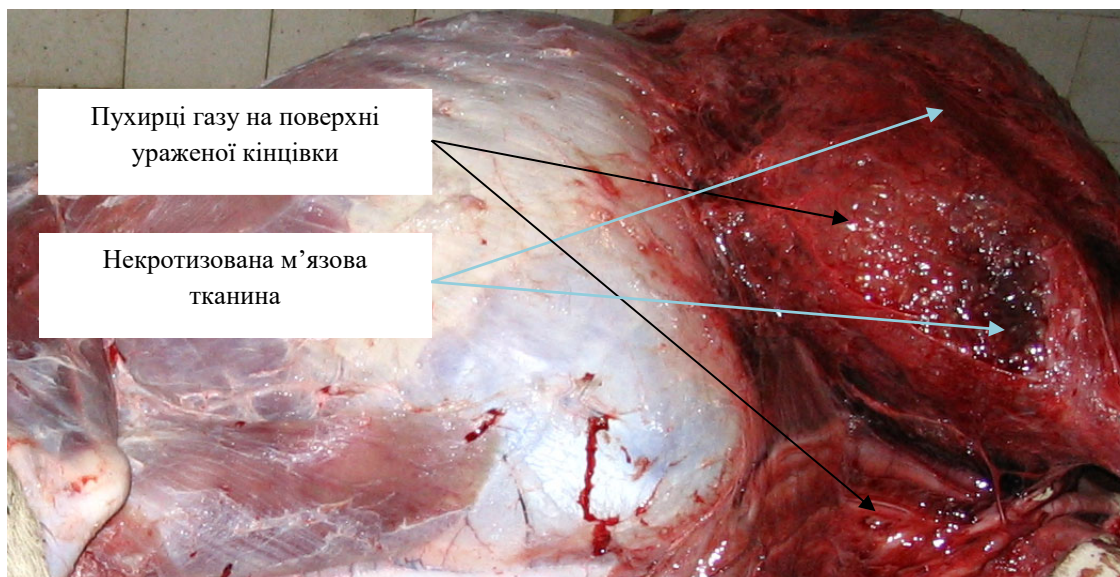 Пухирці газу на поверхні
ураженої кінцівки
Некротизована м’язова
тканина